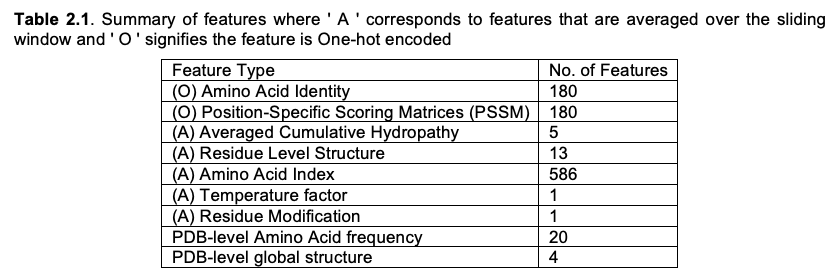 Table 2.1. Summary of features where ' A ' corresponds to features that are averaged over the sliding
window and ' O ' signifies the feature is One-hot encoded
Feature Type No. of Features
(O) Amino Acid Identity 180
(O) Position-Specific Scoring Matrices (PSSM) 180
(A) Averaged Cumulative Hydropathy 5
(A) Residue Level Structure 13
(A) Amino Acid Index 586
(A) Temperature factor 1
(A) Residue Modification 1
PDB-level Amino Acid frequency 20
PDB-level global structure 4